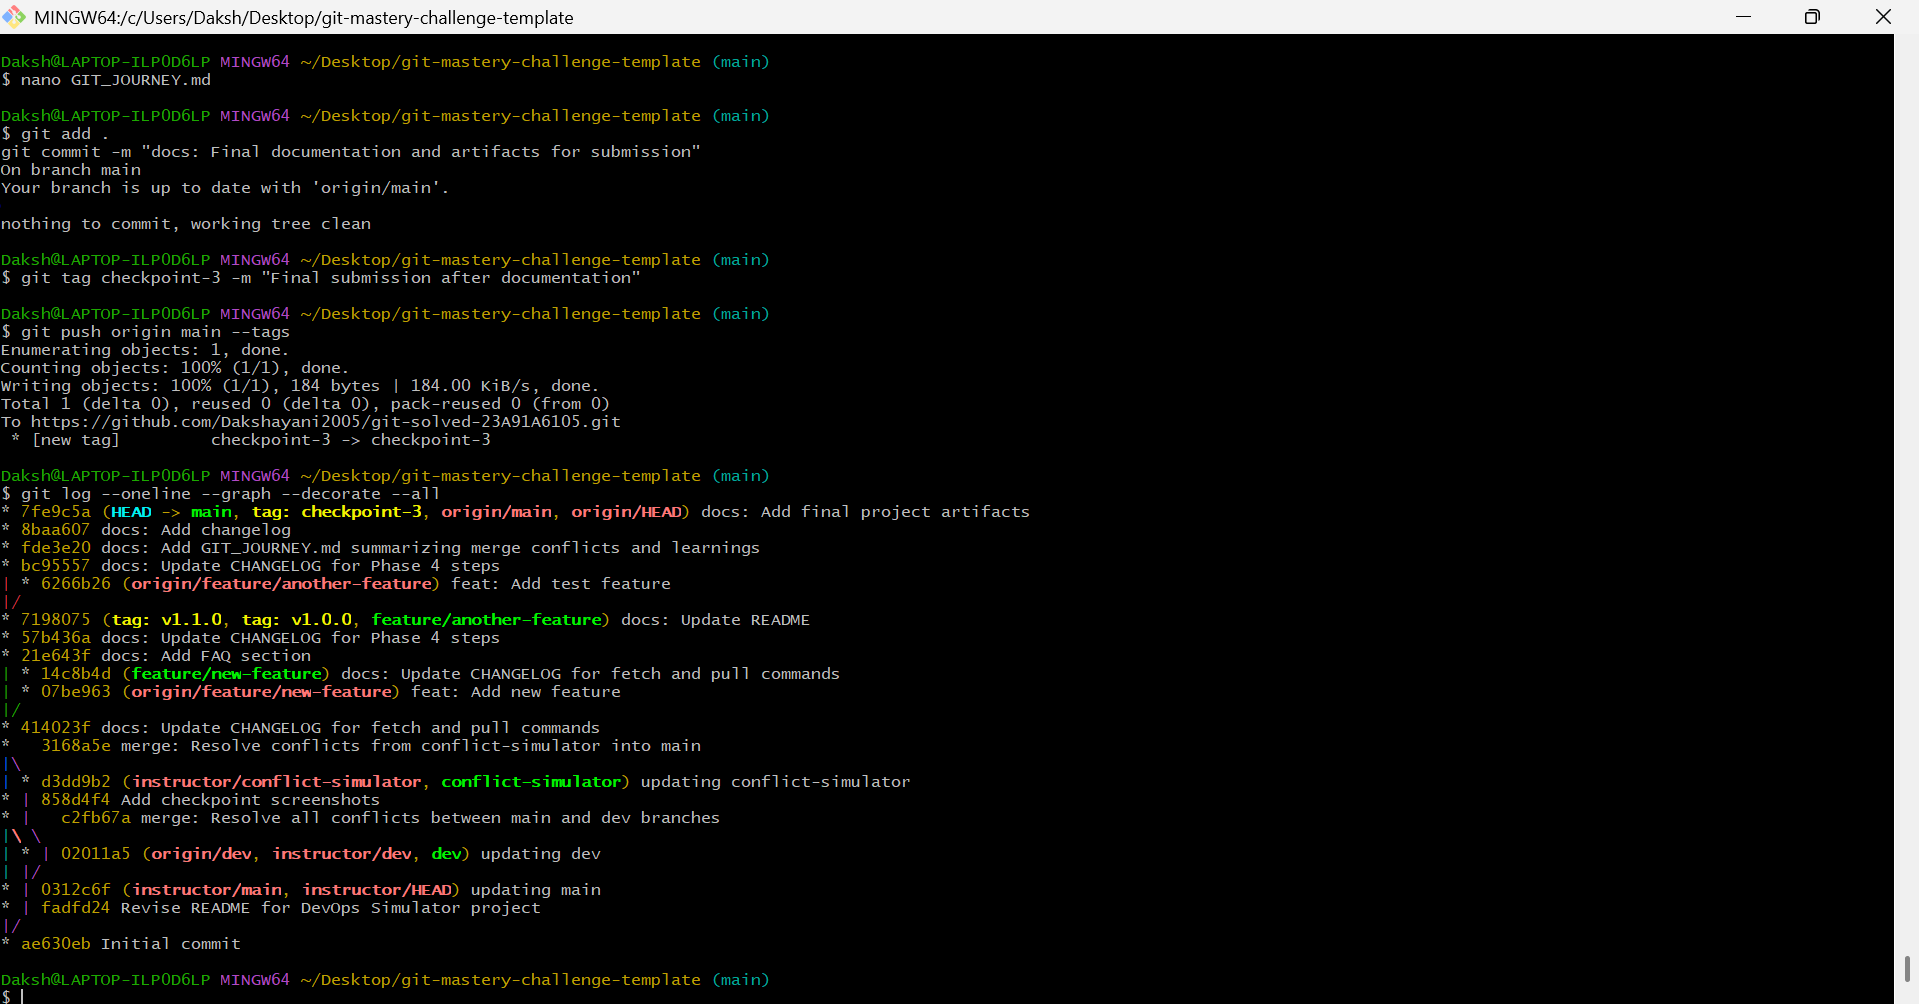 MINGW64:/c/Users/Daksh/Desktop/git-mastery-challenge-template
Daksh@LAPTOP-ILP0D6LP MINGW64 ~/Desktop/git-mastery-challenge-template (main)
$ nano GIT_JOURNEY.md
Daksh@LAPTOP-ILP0D6LP MINGW64 ~/Desktop/git-mastery-challenge-template (main)
$ git add .
git commit -m "docs: Final documentation and artifacts for submission"
On branch main
Your branch is up to date with 'origin/main'.
nothing to commit, working tree clean
Daksh@LAPTOP-ILP0D6LP MINGW64 ~/Desktop/git-mastery-challenge-template (main)
$ git tag checkpoint-3 -m "Final submission after documentation"
Daksh@LAPTOP-ILP0D6LP MINGW64 ~/Desktop/git-mastery-challenge-template (main)
$ git push origin main --tags
Enumerating objects: 1, done.
Counting objects: 100% (1/1), done.
Writing objects: 100% (1/1), 184 bytes | 184.00 KiB/s, done.
Total 1 (delta 0), reused 0 (delta 0), pack-reused 0 (from 0)
To https://github.com/Dakshayani2005/git-solved-23A91A6105.git
 * [new tag]         checkpoint-3 -> checkpoint-3
Daksh@LAPTOP-ILP0D6LP MINGW64 ~/Desktop/git-mastery-challenge-template (main)
$ git log --oneline --graph --decorate --all
* 7fe9c5a (HEAD -> main, tag: checkpoint-3, origin/main, origin/HEAD) docs: Add final project artifacts
* 8baa607 docs: Add changelog
* fde3e20 docs: Add GIT_JOURNEY.md summarizing merge conflicts and learnings
* bc95557 docs: Update CHANGELOG for Phase 4 steps
| * 6266b26 (origin/feature/another-feature) feat: Add test feature
|/
* 7198075 (tag: v1.1.0, tag: v1.0.0, feature/another-feature) docs: Update README
* 57b436a docs: Update CHANGELOG for Phase 4 steps
* 21e643f docs: Add FAQ section
| * 14c8b4d (feature/new-feature) docs: Update CHANGELOG for fetch and pull commands
| * 07be963 (origin/feature/new-feature) feat: Add new feature
|/
* 414023f docs: Update CHANGELOG for fetch and pull commands
*   3168a5e merge: Resolve conflicts from conflict-simulator into main
|\
| * d3dd9b2 (instructor/conflict-simulator, conflict-simulator) updating conflict-simulator
* | 858d4f4 Add checkpoint screenshots
* |   c2fb67a merge: Resolve all conflicts between main and dev branches
|\ \
| * | 02011a5 (origin/dev, instructor/dev, dev) updating dev
| |/
* | 0312c6f (instructor/main, instructor/HEAD) updating main
* | fadfd24 Revise README for DevOps Simulator project
|/
* ae630eb Initial commit
Daksh@LAPTOP-ILP0D6LP MINGW64 ~/Desktop/git-mastery-challenge-template (main)
$